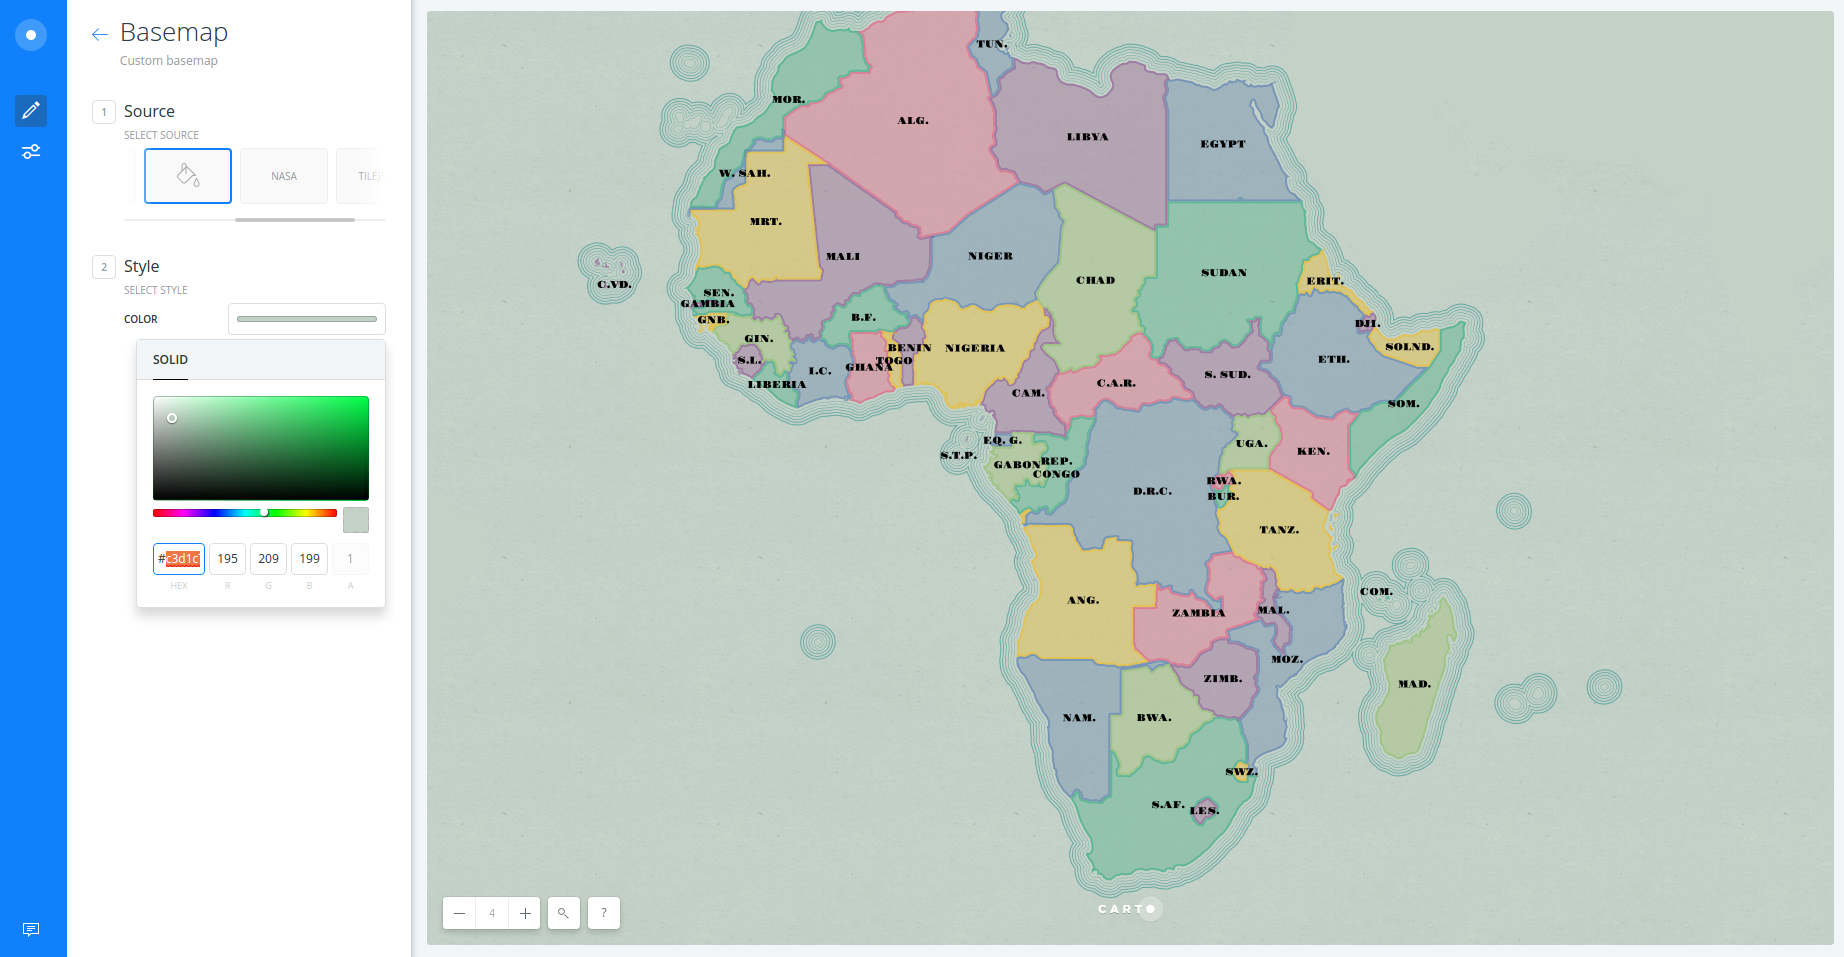 Basemap
Custom basemap
1 Source
SELECT SOURCE
NASA
2 Style
SELECT STYLE
COLOR
SOLID
#c3d1c
195
209
199
1
HEX
R
G
B
A
TUN.
MOR.
ALG.
LIBYA
EGYPT
W. SAH.
MRT.
MALI
NIGER
CHAD
SUDAN
ERIT.
C.VD.
SEN.
GAMBIA
GNB.
B.F.
DJI.
GIN.
BENIN
NIGERIA
SOLND.
S.L.
TOGO
ETH.
I.C.
GHANA
S. SUD.
LIBERIA
C.A.R.
CAM.
SOM.
EQ. G.
UGA.
KEN.
S.T.P.
GABON
REP.
CONGO
D.R.C.
RWA.
BUR.
TANZ.
ANG.
ZAMBIA
MAL.
COM.
MOZ.
ZIMB.
MAD.
NAM.
BWA.
SWZ.
S.AF.
LES.
4
?
CARTO